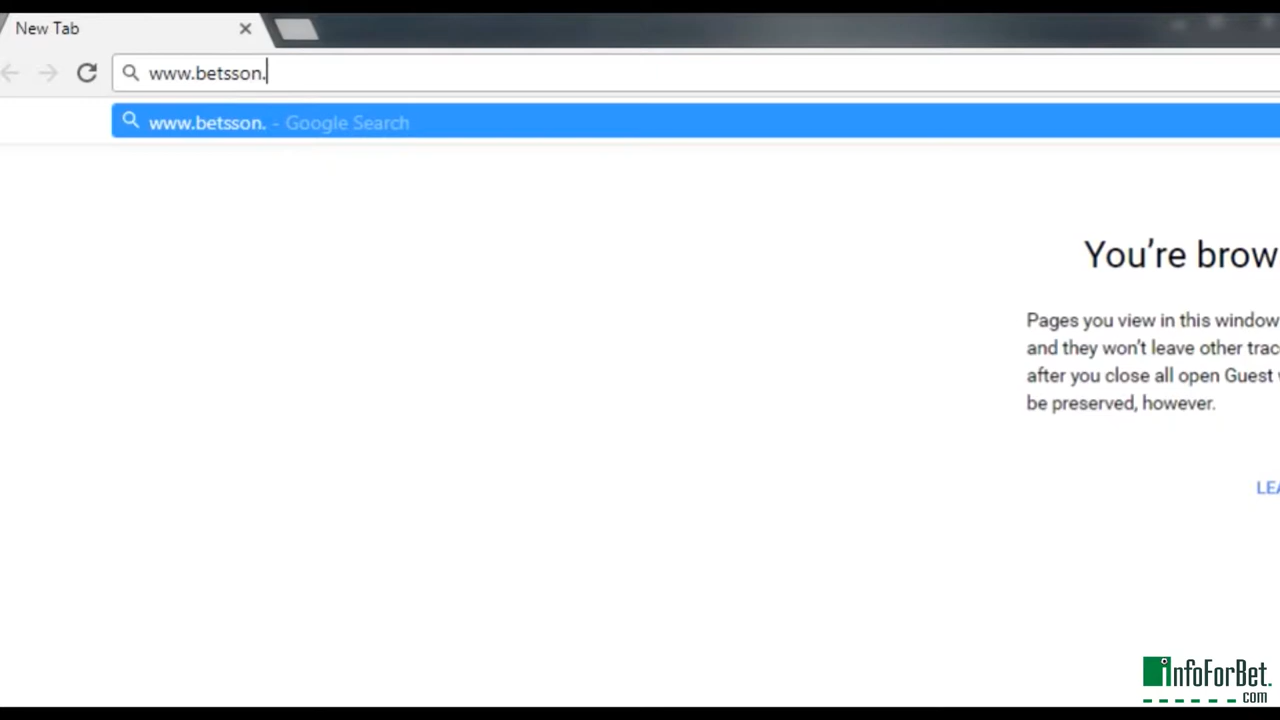 New Tab
www.betsson.
www.betsson. - Google Search
You’re brow
Pages you view in this window
and they won’t leave other trac
after you close all open Guest
be preserved, however.
LEA
infoForBet.
com